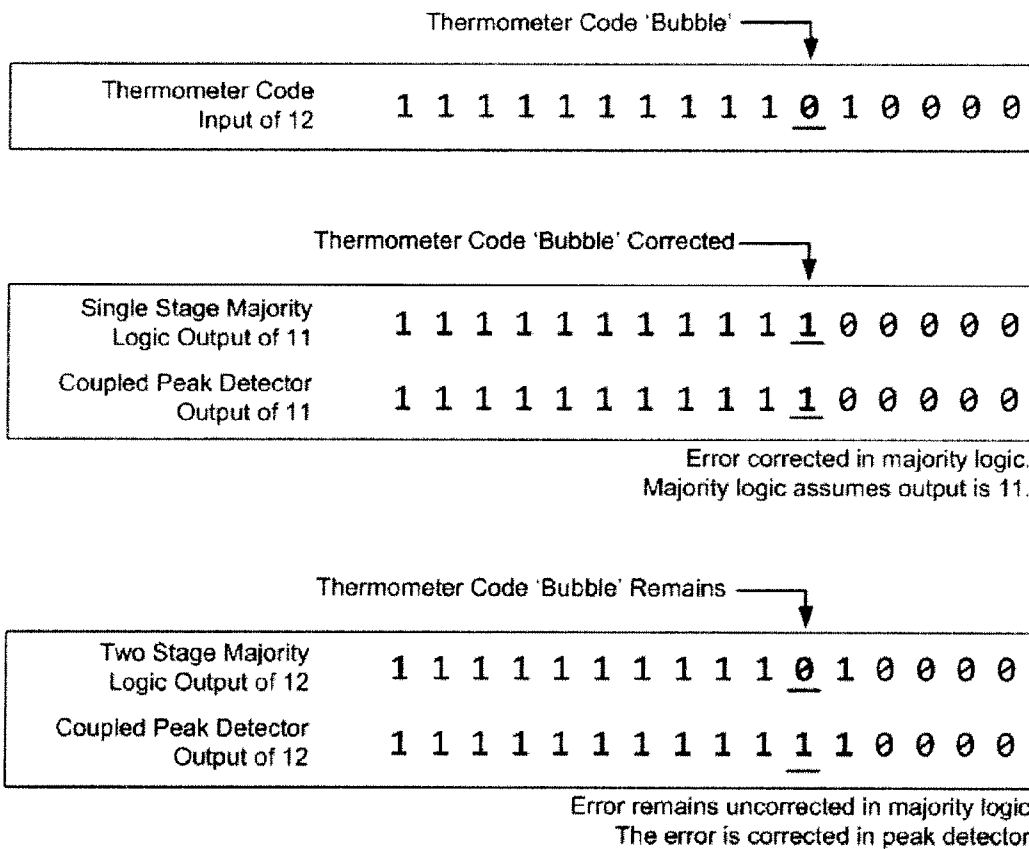 Thermometer Code 'Bubble'
Thermometer Code
Input of 12
1 1 1 1 1 1 1 1 1 1 0 1 0 0 0 0
Thermometer Code 'Bubble' Corrected
Single Stage Majority
Logic Output of 11
1 1 1 1 1 1 1 1 1 1 1 0 0 0 0 0
Coupled Peak Detector
Output of 11
1 1 1 1 1 1 1 1 1 1 1 0 0 0 0 0
Error corrected in majority logic.
Majority logic assumes output is 11.
Thermometer Code 'Bubble' Remains
Two Stage Majority
Logic Output of 12
1 1 1 1 1 1 1 1 1 1 0 1 0 0 0 0
Coupled Peak Detector
Output of 12
1 1 1 1 1 1 1 1 1 1 1 1 0 0 0 0
Error remains uncorrected in majority logic
The error is corrected in peak detector